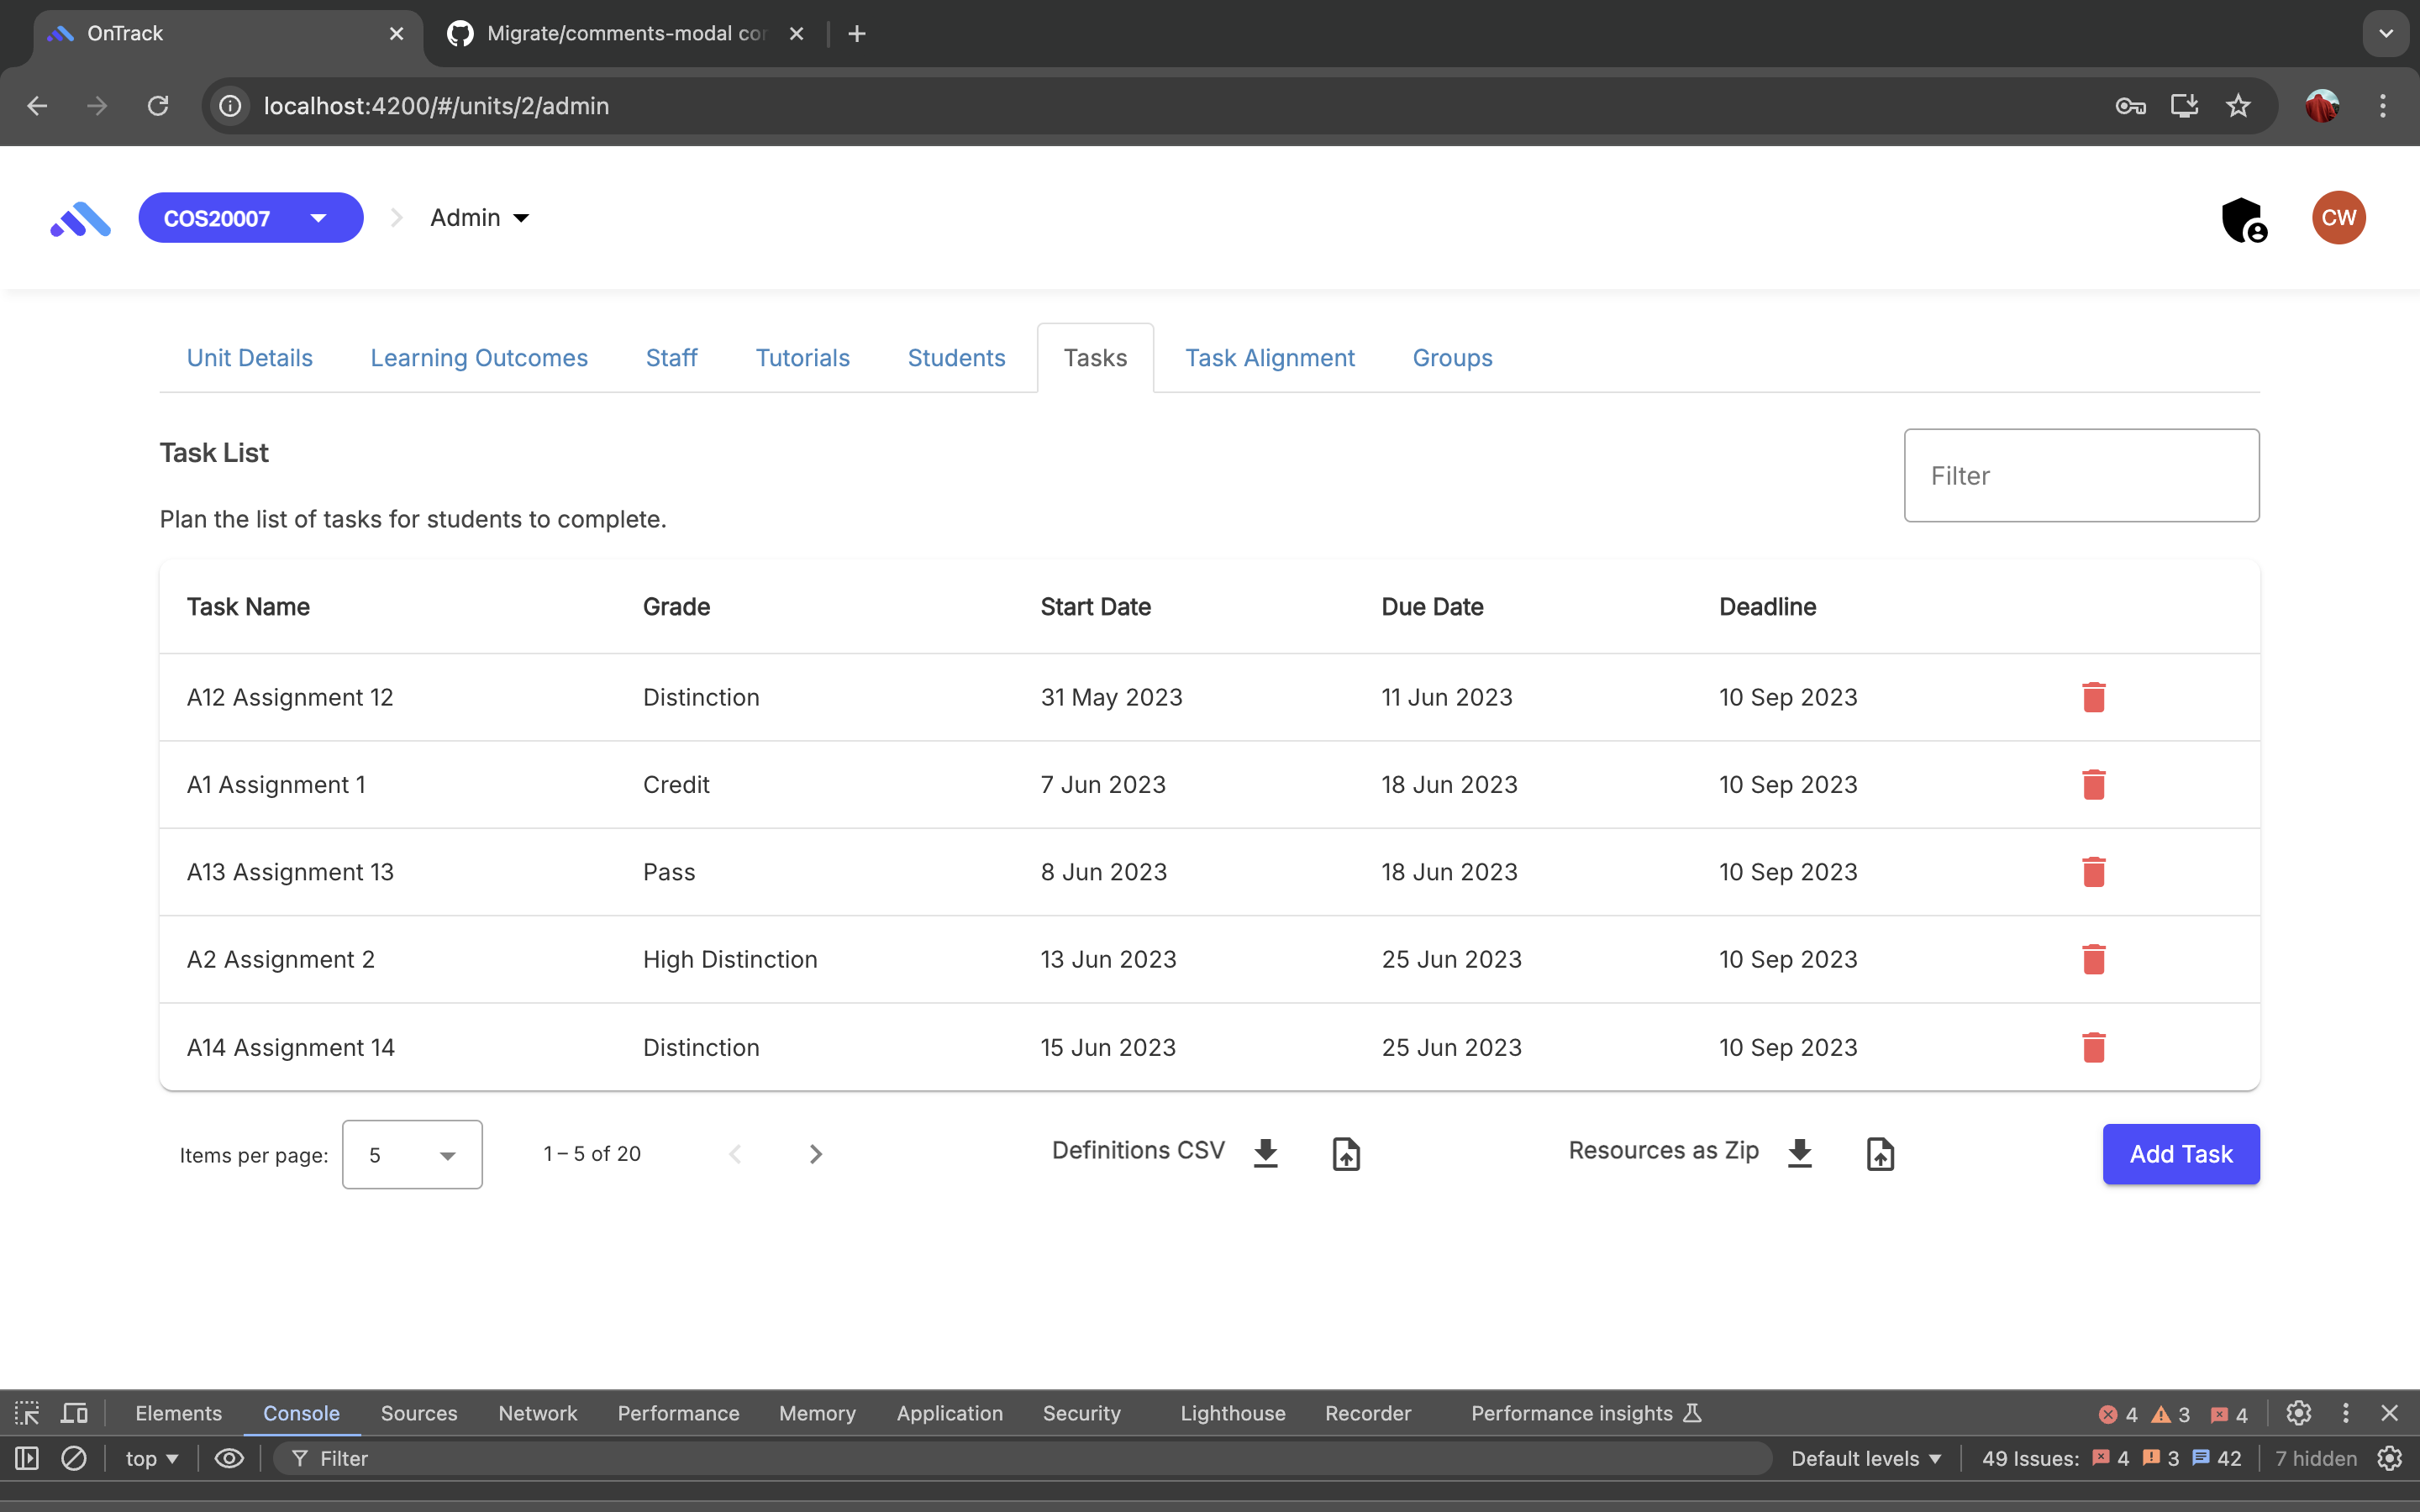 OnTrack
Migrate/comments-modal
localhost:4200/#/units/2/admin
COS20007 Admin CW
Unit Details Learning Outcomes Staff Tutorials Students Tasks Task Alignment Groups
Task List
Filter
Plan the list of tasks for students to complete.
Task Name Grade Start Date Due Date Deadline
A12 Assignment 12 Distinction 31 May 2023 11 Jun 2023 10 Sep 2023
A1 Assignment 1 Credit 7 Jun 2023 18 Jun 2023 10 Sep 2023
A13 Assignment 13 Pass 8 Jun 2023 18 Jun 2023 10 Sep 2023
A2 Assignment 2 High Distinction 13 Jun 2023 25 Jun 2023 10 Sep 2023
A14 Assignment 14 Distinction 15 Jun 2023 25 Jun 2023 10 Sep 2023
Items per page: 5 1 – 5 of 20 Definitions CSV Resources as Zip Add Task
Elements Console Sources Network Performance Memory Application Security Lighthouse Recorder Performance insights 4 3 4
top Filter Default levels 49 Issues: 4 3 42 7 hidden